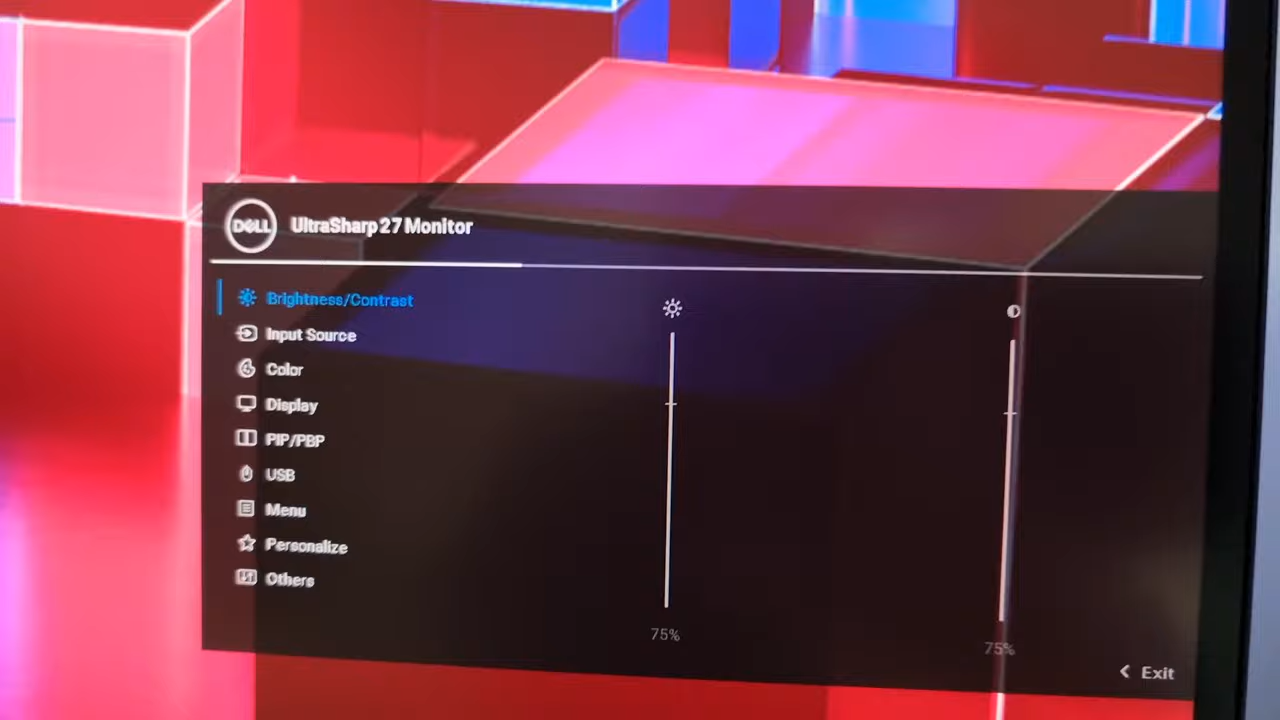 DELL
UltraSharp 27 Monitor
Brightness/Contrast
Input Source
Color
Display
PIP/PBP
USB
Menu
Personalize
Others
75%
75%
Exit